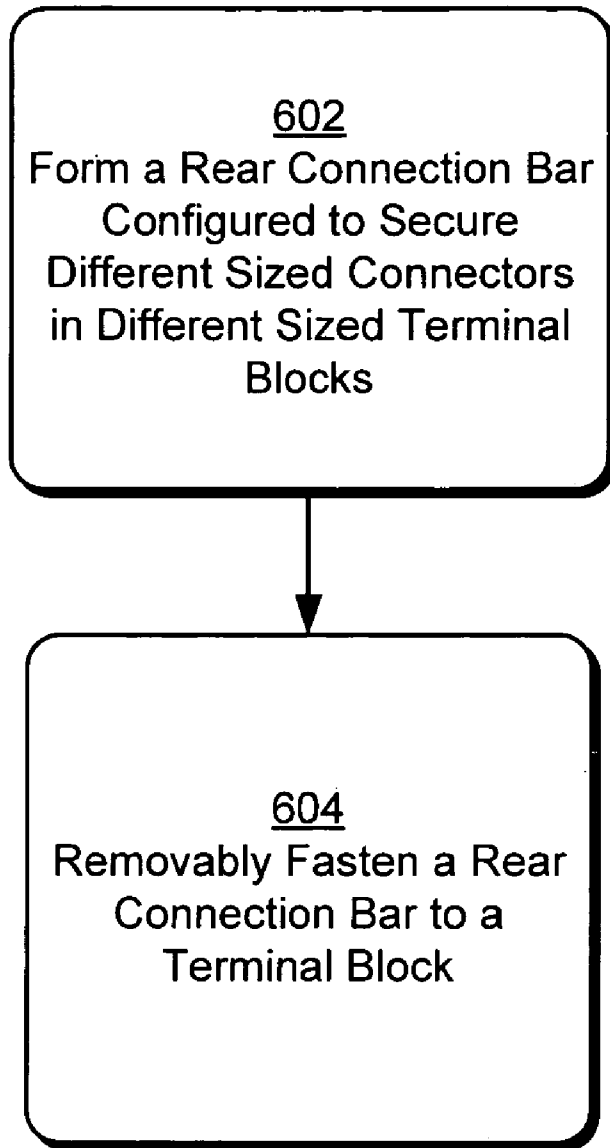 602
Form a Rear Connection Bar
Configured to Secure
Different Sized Connectors
in Different Sized Terminal
Blocks
604
Removably Fasten a Rear
Connection Bar to a
Terminal Block